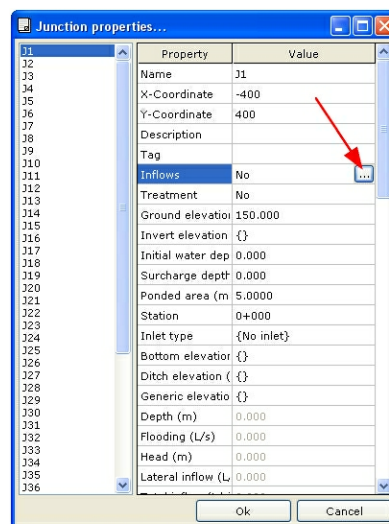 Junction properties...
J1
J2
J3
J4
J5
J6
J7
J8
J9
J10
J11
J12
J13
J14
J15
J16
J17
J18
J19
J20
J21
J22
J23
J24
J25
J26
J27
J28
J29
J30
J31
J32
J33
J34
J35
J36
Property Value
Name J1
X-Coordinate -400
Y-Coordinate 400
Description
Tag
Inflows No ...
Treatment No
Ground elevation 150.000
Invert elevation {}
Initial water dep 0.000
Surcharge depth 0.000
Ponded area (m 5.0000
Station 0+000
Inlet type {No inlet}
Bottom elevation {}
Ditch elevation ( {}
Generic elevatio {}
Depth (m) 0.000
Flooding (L/s) 0.000
Head (m) 0.000
Lateral inflow (L, 0.000
Ok Cancel